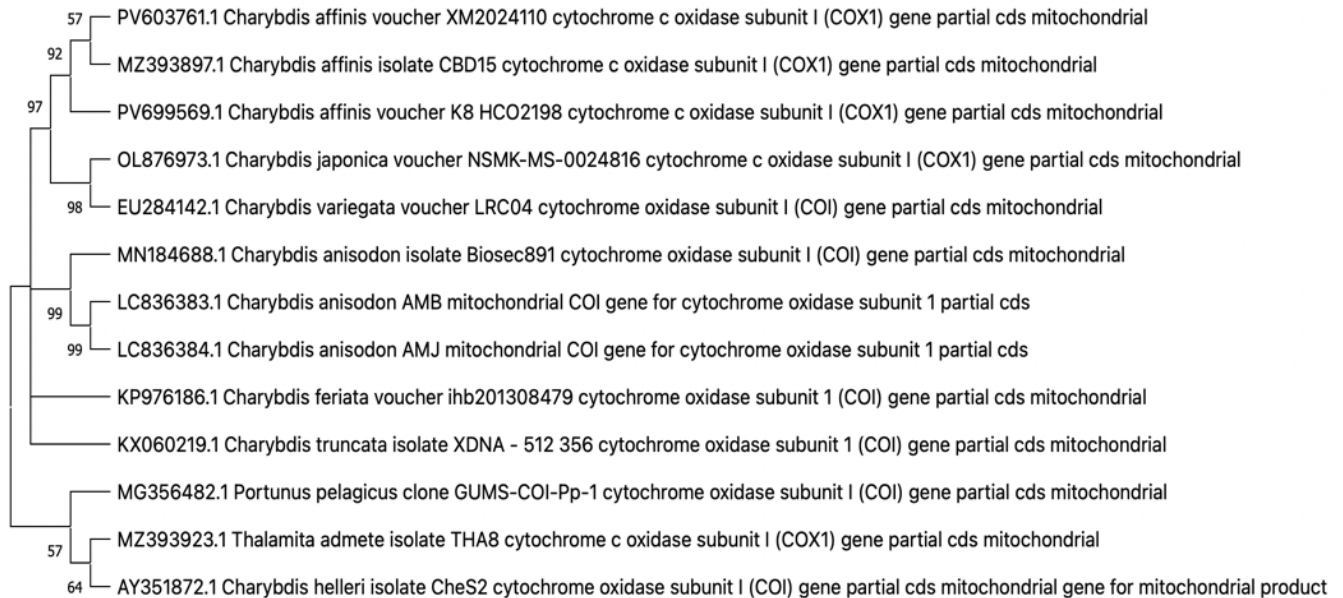 57
PV603761.1 Charybdis affinis voucher XM2024110 cytochrome c oxidase subunit I (COX1) gene partial cds mitochondrial
92
MZ393897.1 Charybdis affinis isolate CBD15 cytochrome c oxidase subunit I (COX1) gene partial cds mitochondrial
97
PV699569.1 Charybdis affinis voucher K8 HCO2198 cytochrome c oxidase subunit I (COX1) gene partial cds mitochondrial
OL876973.1 Charybdis japonica voucher NSMK-MS-0024816 cytochrome c oxidase subunit I (COX1) gene partial cds mitochondrial
98
EU284142.1 Charybdis variegata voucher LRC04 cytochrome oxidase subunit I (COI) gene partial cds mitochondrial
MN184688.1 Charybdis anisodon isolate Biosec891 cytochrome oxidase subunit I (COI) gene partial cds mitochondrial
99
LC836383.1 Charybdis anisodon AMB mitochondrial COI gene for cytochrome oxidase subunit 1 partial cds
99
LC836384.1 Charybdis anisodon AMJ mitochondrial COI gene for cytochrome oxidase subunit 1 partial cds
KP976186.1 Charybdis feriata voucher ihb201308479 cytochrome oxidase subunit 1 (COI) gene partial cds mitochondrial
KX060219.1 Charybdis truncata isolate XDNA - 512 356 cytochrome oxidase subunit 1 (COI) gene partial cds mitochondrial
MG356482.1 Portunus pelagicus clone GUMS-COI-Pp-1 cytochrome oxidase subunit I (COI) gene partial cds mitochondrial
57
MZ393923.1 Thalamita admete isolate THA8 cytochrome c oxidase subunit I (COX1) gene partial cds mitochondrial
64
AY351872.1 Charybdis helleri isolate CheS2 cytochrome oxidase subunit I (COI) gene partial cds mitochondrial gene for mitochondrial product